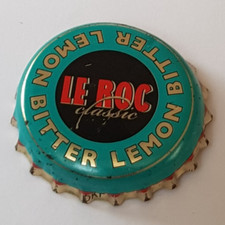 LE ROC
classic
BITTER LEMON BITTER LEMON